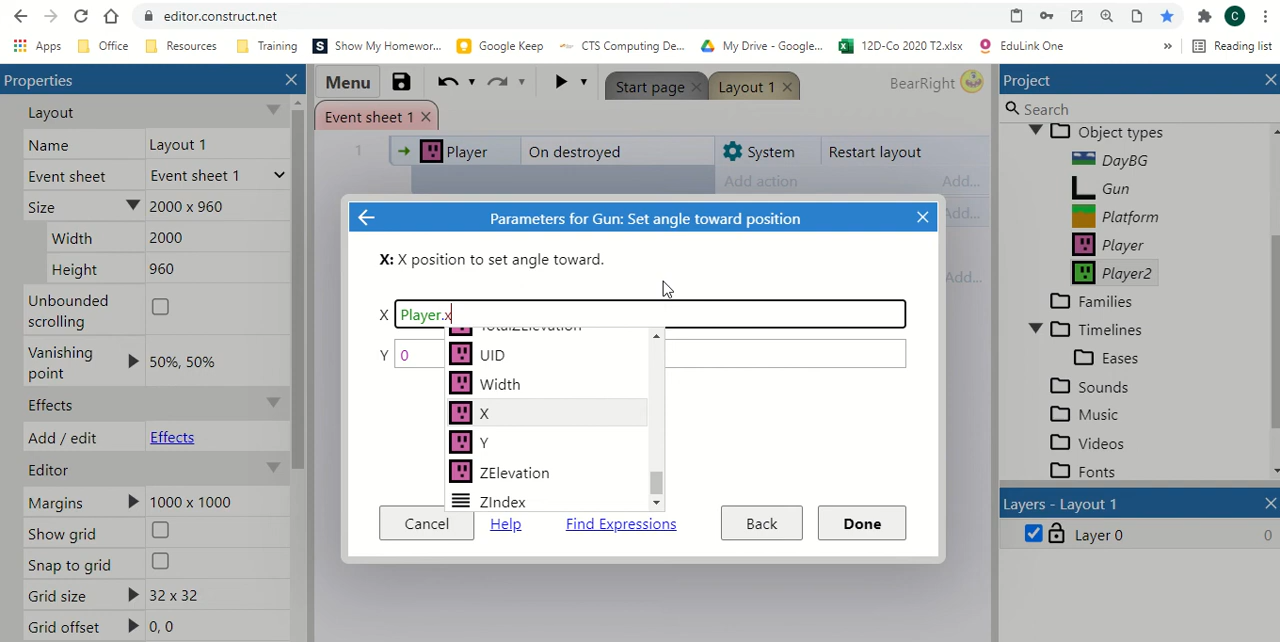 editor.construct.net
C
Apps
Office
Resources
Training
S
Show My Homewor...
Google Keep
CTS Computing De...
My Drive - Google...
12D-Co 2020 T2.xlsx
EduLink One
»
Reading list
Properties
Layout
Name
Layout 1
Event sheet
Event sheet 1
Size
2000 x 960
Width
2000
Height
960
Unbounded
scrolling
Vanishing
point
50%, 50%
Effects
Add / edit
Effects
Editor
Margins
1000 x 1000
Show grid
Snap to grid
Grid size
32 x 32
Grid offset
0, 0
Menu
Start page
Layout 1
BearRight
Event sheet 1
1
Player
On destroyed
System
Restart layout
Add action
Add...
Add...
Add...
Parameters for Gun: Set angle toward position
X: X position to set angle toward.
X
Player.x
Y
0
TotalZElevation
UID
Width
X
Y
ZElevation
ZIndex
Cancel
Help
Find Expressions
Back
Done
Project
Search
Object types
DayBG
Gun
Platform
Player
Player2
Families
Timelines
Eases
Sounds
Music
Videos
Fonts
Layers - Layout 1
Layer 0
0